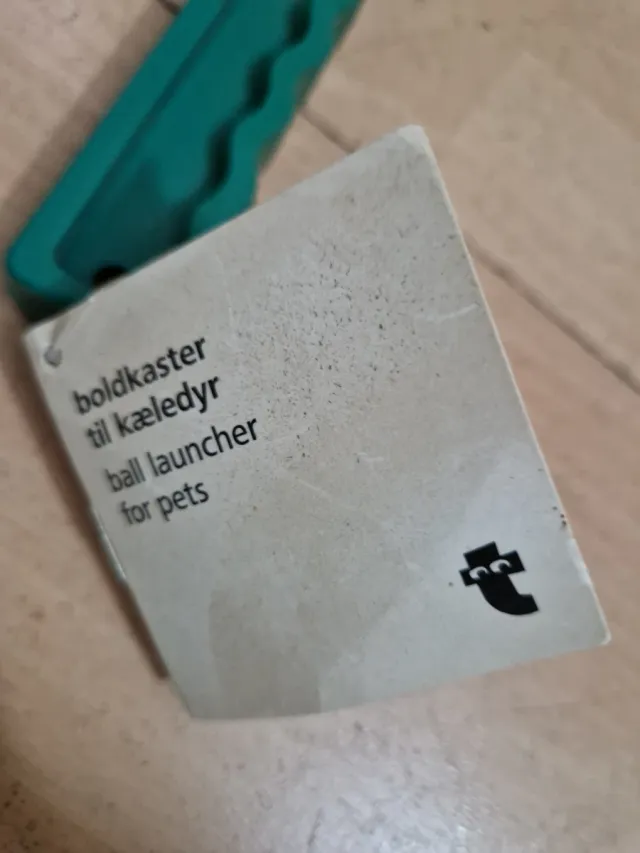 boldkaster
til kæledyr
ball launcher
for pets